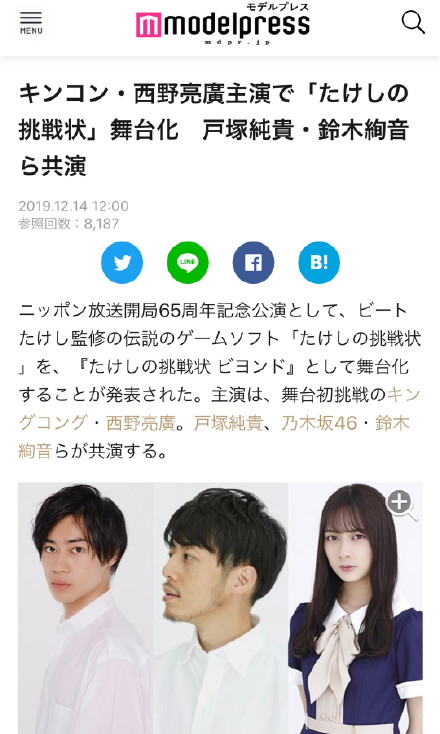 MENU
モデルプレス
modelpress
mdpr.jp
キンコン・西野亮廣主演で「たけしの
挑戦状」舞台化　戸塚純貴・鈴木絢音
ら共演
2019.12.14 12:00
参照回数：8,187
LINE
B!
ニッポン放送開局65周年記念公演として、ビート
たけし監修の伝説のゲームソフト「たけしの挑戦状
」を、『たけしの挑戦状 ビヨンド』として舞台化
することが発表された。主演は、舞台初挑戦のキン
グコング・西野亮廣。戸塚純貴、乃木坂46・鈴木
絢音らが共演する。